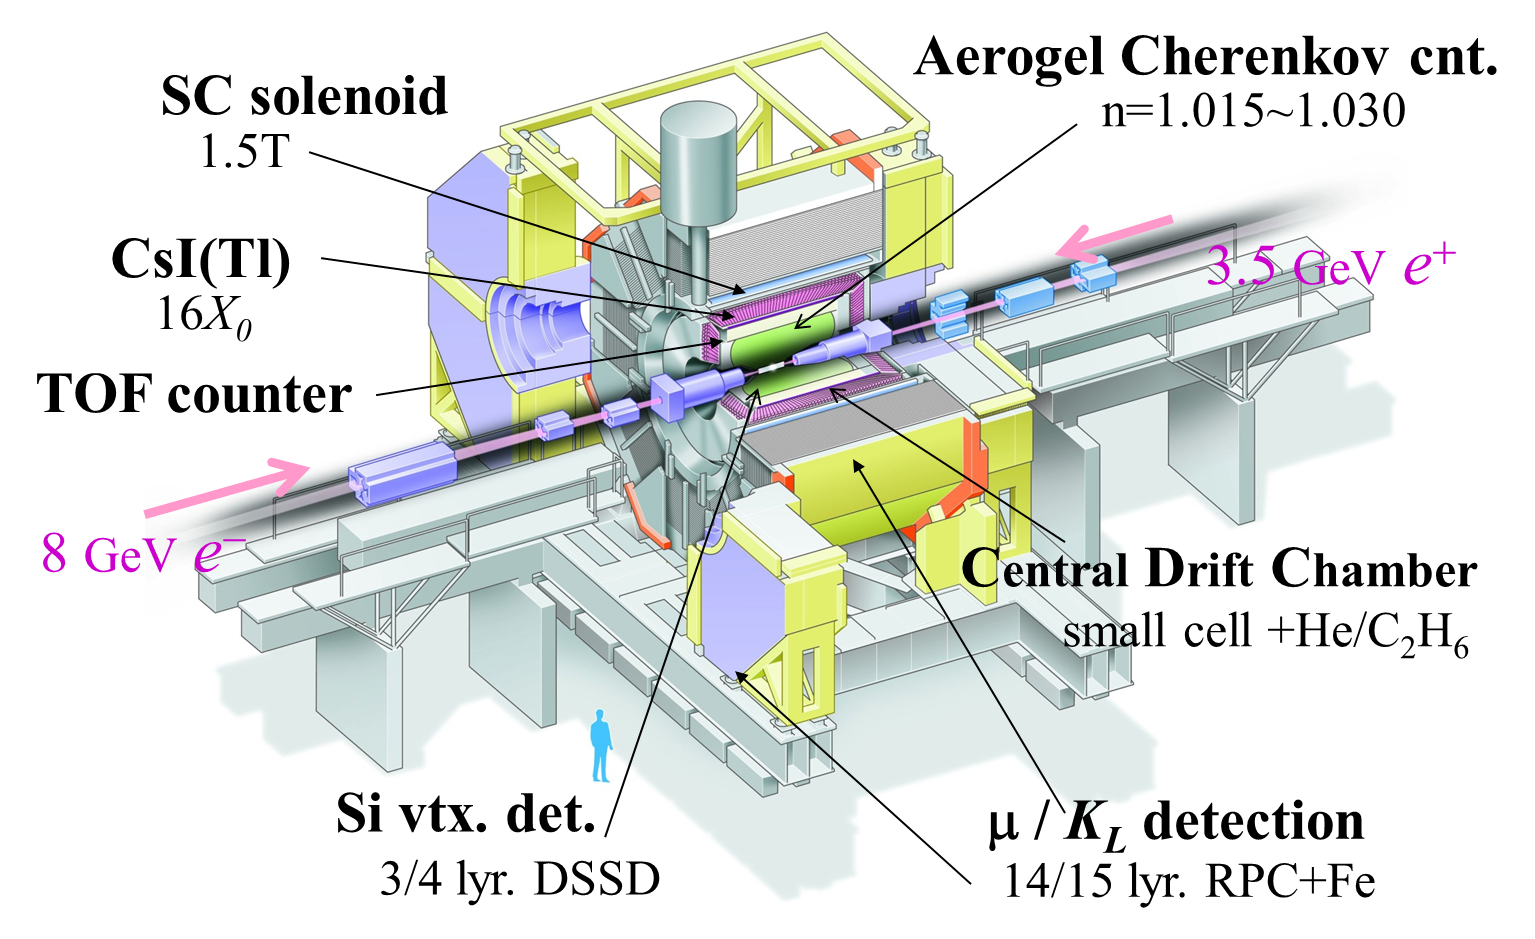 Aerogel Cherenkov cnt.
n=1.015~1.030
SC solenoid
1.5T
CsI(Tl)
16X₀
3.5 GeV e⁺
TOF counter
8 GeV e⁻
Central Drift Chamber
small cell +He/C₂H₆
Si vtx. det.
3/4 lyr. DSSD
μ / K_L detection
14/15 lyr. RPC+Fe